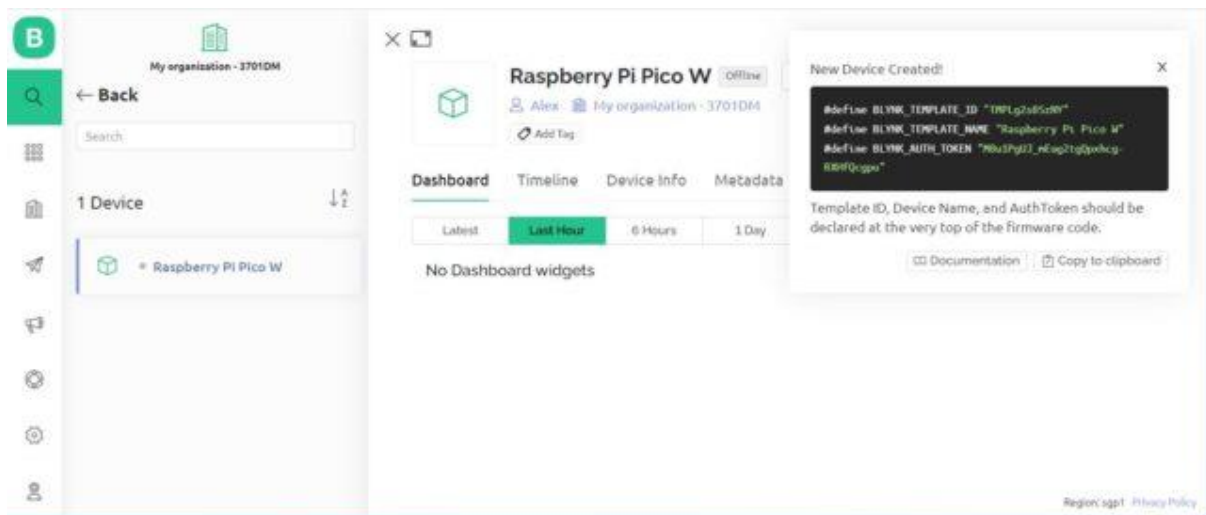 B
My organization - 3701DM
← Back
Search
1 Device
Raspberry Pi Pico W
Raspberry Pi Pico W Offline
Alex My organization - 3701DM
Add Tag
Dashboard Timeline Device Info Metadata
Latest Last Hour 6 Hours 1 Day
No Dashboard widgets
New Device Created! X
#define BLYNK_TEMPLATE_ID
#define BLYNK_TEMPLATE_NAME "Raspberry Pi Pico W"
#define BLYNK_AUTH_TOKEN
Template ID, Device Name, and AuthToken should be
declared at the very top of the firmware code.
Documentation Copy to clipboard
Region: sgp1 Privacy Policy